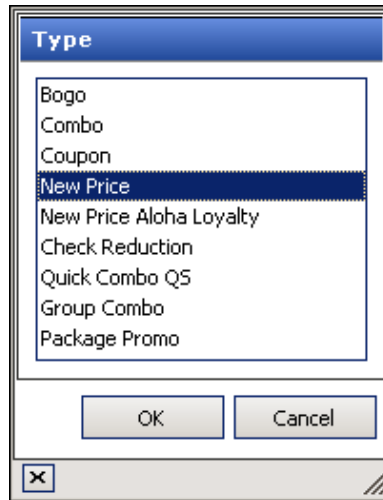 Type
Bogo
Combo
Coupon
New Price
New Price Aloha Loyalty
Check Reduction
Quick Combo QS
Group Combo
Package Promo
OK
Cancel